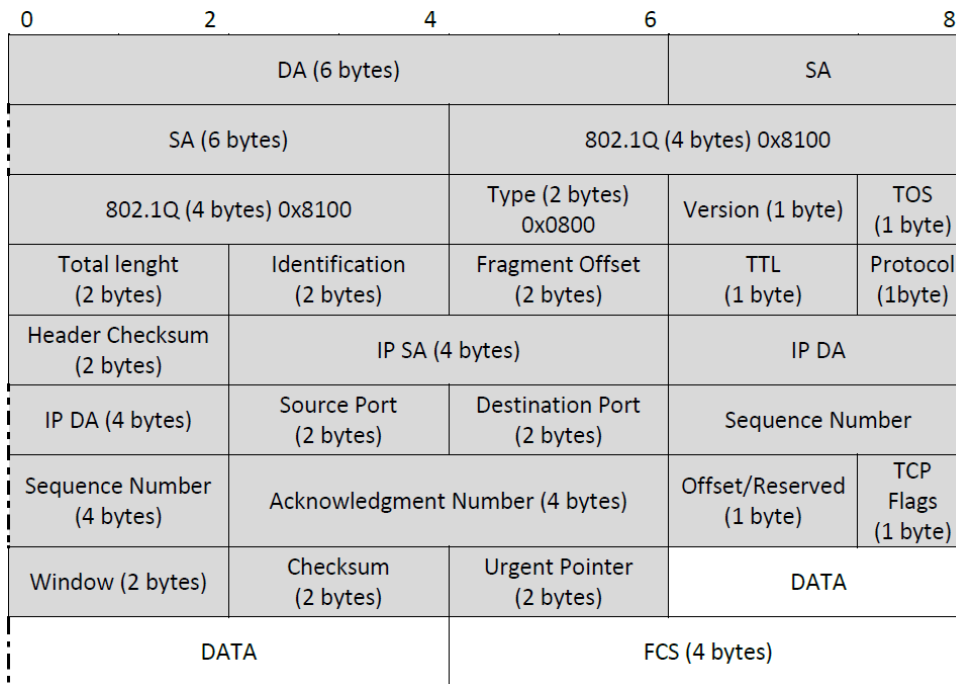 0 2 4 6 8
DA (6 bytes) SA
SA (6 bytes) 802.1Q (4 bytes) 0x8100
802.1Q (4 bytes) 0x8100
Type (2 bytes)
0x0800
Version (1 byte)
TOS
(1 byte)
Total lenght
(2 bytes)
Identification
(2 bytes)
Fragment Offset
(2 bytes)
TTL
(1 byte)
Protocol
(1byte)
Header Checksum
(2 bytes)
IP SA (4 bytes)
IP DA
IP DA (4 bytes)
Source Port
(2 bytes)
Destination Port
(2 bytes)
Sequence Number
Sequence Number
(4 bytes)
Acknowledgment Number (4 bytes)
Offset/Reserved
(1 byte)
TCP
Flags
(1 byte)
Window (2 bytes)
Checksum
(2 bytes)
Urgent Pointer
(2 bytes)
DATA
DATA
FCS (4 bytes)